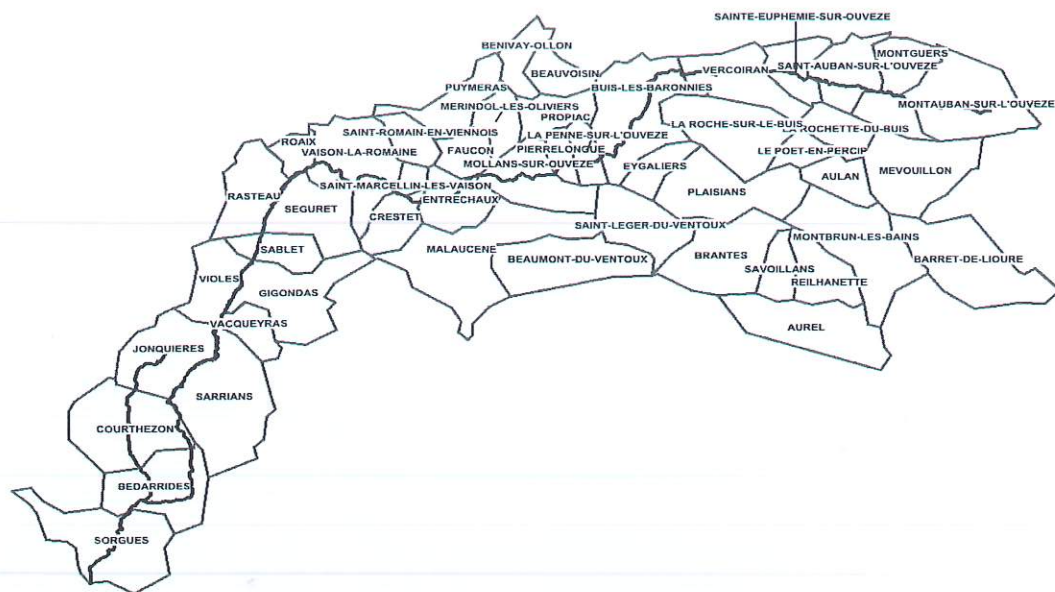 SAINTE-EUPHEMIE-SUR-OUVEZE
BENIVAY-OLLON
MONTGUERS
SAINT-AUBAN-SUR-L'OUVEZE
VERCOIRAN
BEAUVOISIN
PUYMERAS
BUIS-LES-BARONNIES
MERINDOL-LES-OLIVIERS
MONTAUBAN-SUR-L'OUVEZE
PROPIAC
LA ROCHE-SUR-LE-BUIS
LA ROCHETTE-DU-BUIS
SAINT-ROMAIN-EN-VIENNOIS
LA PENNE-SUR-L'OUVEZE
ROAIX
VAISON-LA-ROMAINE
FAUCON
PIERRELONGUE
LE POET-EN-PERCIP
MOLLANS-SUR-OUVEZE
EYGALIERS
MEVOUILLON
AULAN
SAINT-MARCELLIN-LES-VAISON
PLAISIANS
RASTEAU
ENTRECHAUX
SEGURET
CRESTET
SAINT-LEGER-DU-VENTOUX
MONTBRUN-LES-BAINS
SABLET
MALAUCENE
BEAUMONT-DU-VENTOUX
BRANTES
BARRET-DE-LIOURE
SAVOILLANS
VIOLES
REILHANETTE
GIGONDAS
VACQUEYRAS
AUREL
JONQUIERES
SARRIANS
COURTHEZON
BEDARRIDES
SORGUES